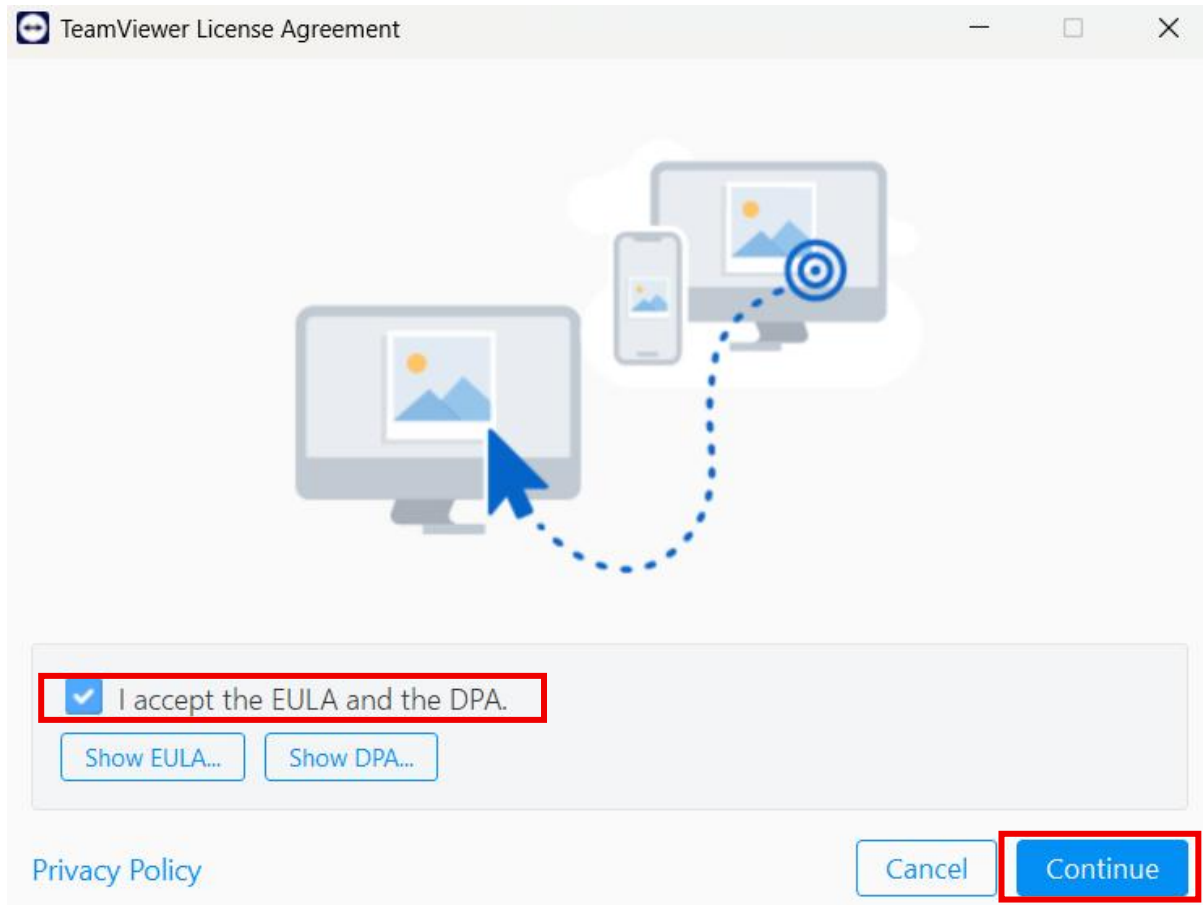 TeamViewer License Agreement
I accept the EULA and the DPA.
Show EULA...
Show DPA...
Privacy Policy
Cancel
Continue